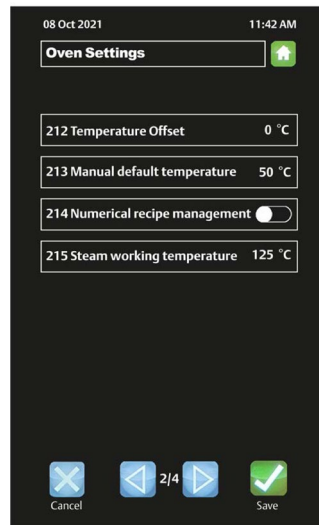 08 Oct 2021 11:42 AM
Oven Settings
212 Temperature Offset 0 °C
213 Manual default temperature 50 °C
214 Numerical recipe management
215 Steam working temperature 125 °C
2/4
Cancel Save